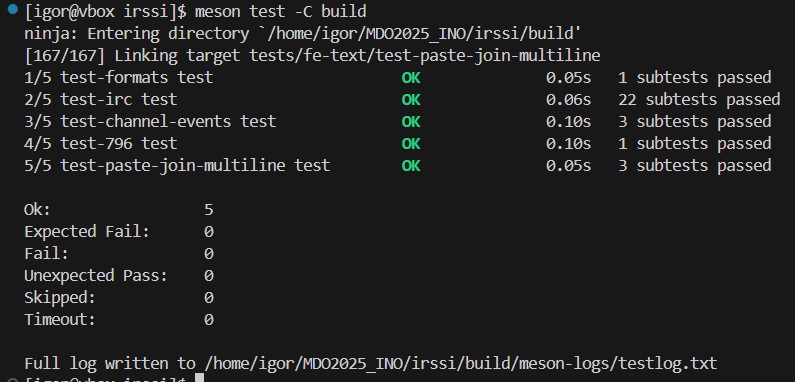 [igor@vbox irssi]$ meson test -C build
ninja: Entering directory `/home/igor/MDO2025_INO/irssi/build'
[167/167] Linking target tests/fe-text/test-paste-join-multiline
1/5 test-formats test OK 0.05s 1 subtests passed
2/5 test-irc test OK 0.06s 22 subtests passed
3/5 test-channel-events test OK 0.10s 3 subtests passed
4/5 test-796 test OK 0.10s 1 subtests passed
5/5 test-paste-join-multiline test OK 0.05s 3 subtests passed
Ok: 5
Expected Fail: 0
Fail: 0
Unexpected Pass: 0
Skipped: 0
Timeout: 0
Full log written to /home/igor/MDO2025_INO/irssi/build/meson-logs/testlog.txt
[igor@vbox irssi]$